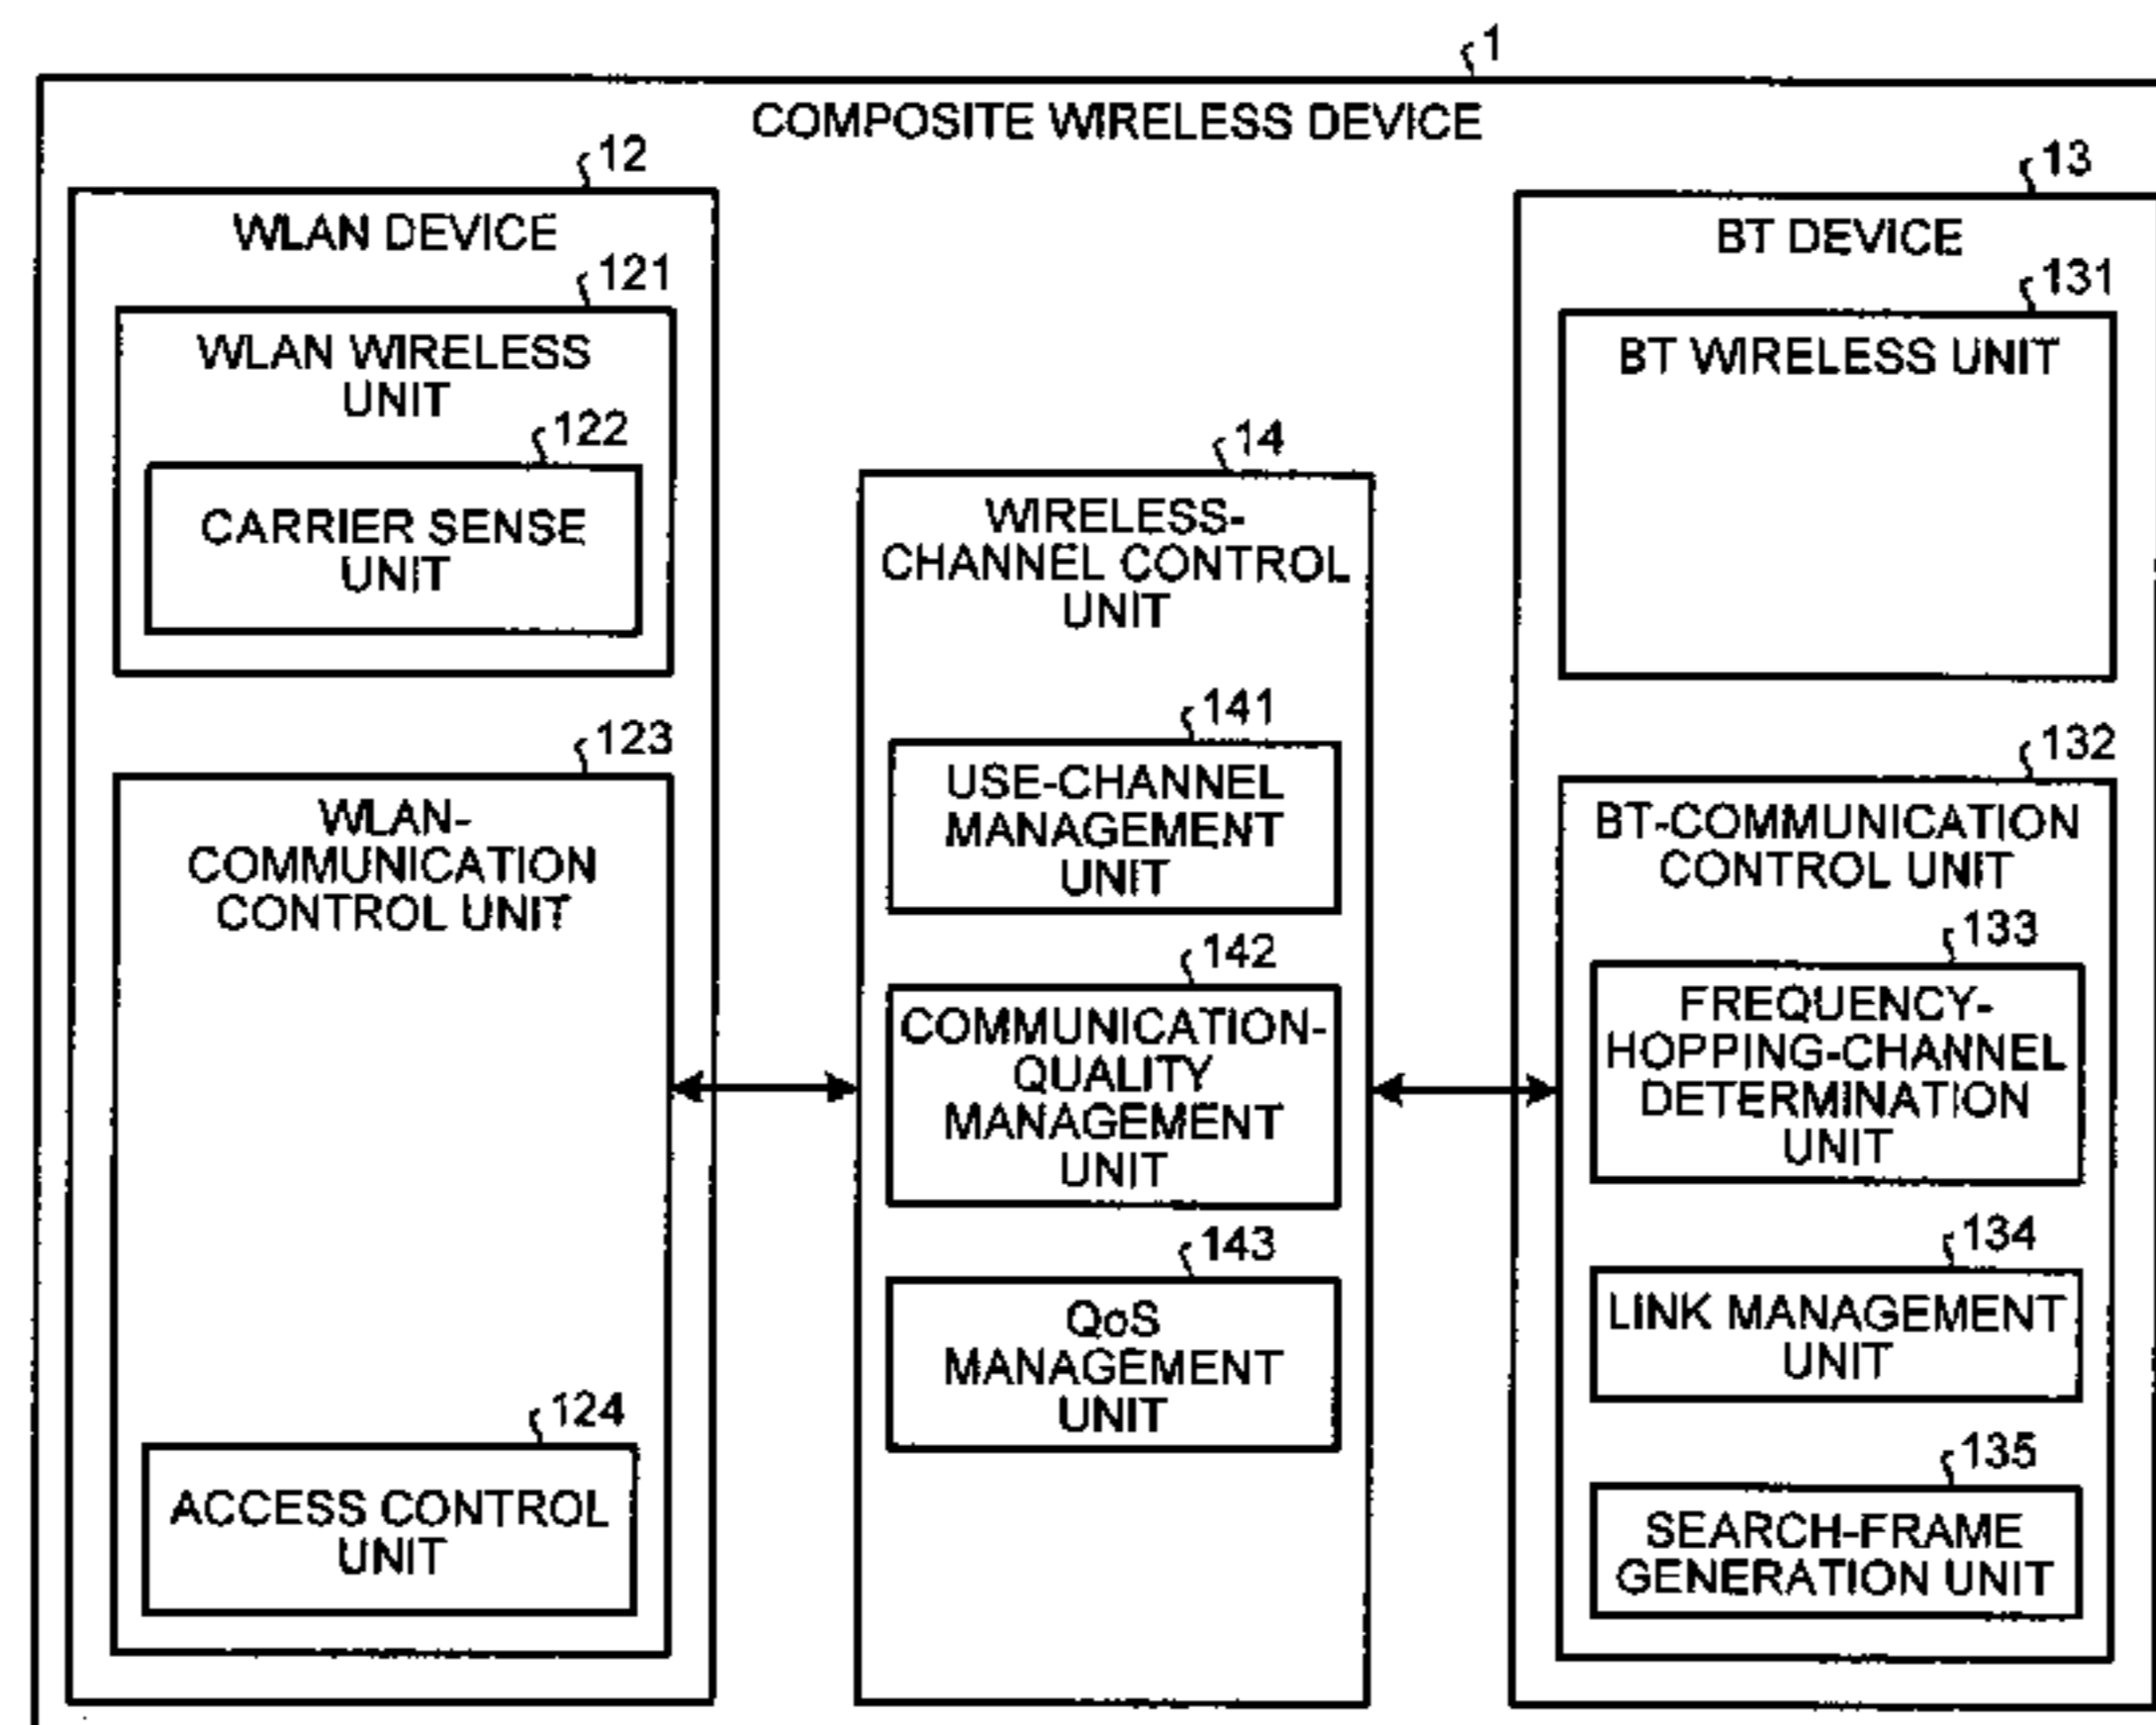 1
COMPOSITE WIRELESS DEVICE
12
WLAN DEVICE
121
WLAN WIRELESS
UNIT
122
CARRIER SENSE
UNIT
123
WLAN-
COMMUNICATION
CONTROL UNIT
124
ACCESS CONTROL
UNIT
14
WIRELESS-
CHANNEL CONTROL
UNIT
141
USE-CHANNEL
MANAGEMENT
UNIT
142
COMMUNICATION-
QUALITY
MANAGEMENT
UNIT
143
QoS
MANAGEMENT
UNIT
13
BT DEVICE
131
BT WIRELESS UNIT
132
BT-COMMUNICATION
CONTROL UNIT
133
FREQUENCY-
HOPPING-CHANNEL
DETERMINATION
UNIT
134
LINK MANAGEMENT
UNIT
135
SEARCH-FRAME
GENERATION UNIT